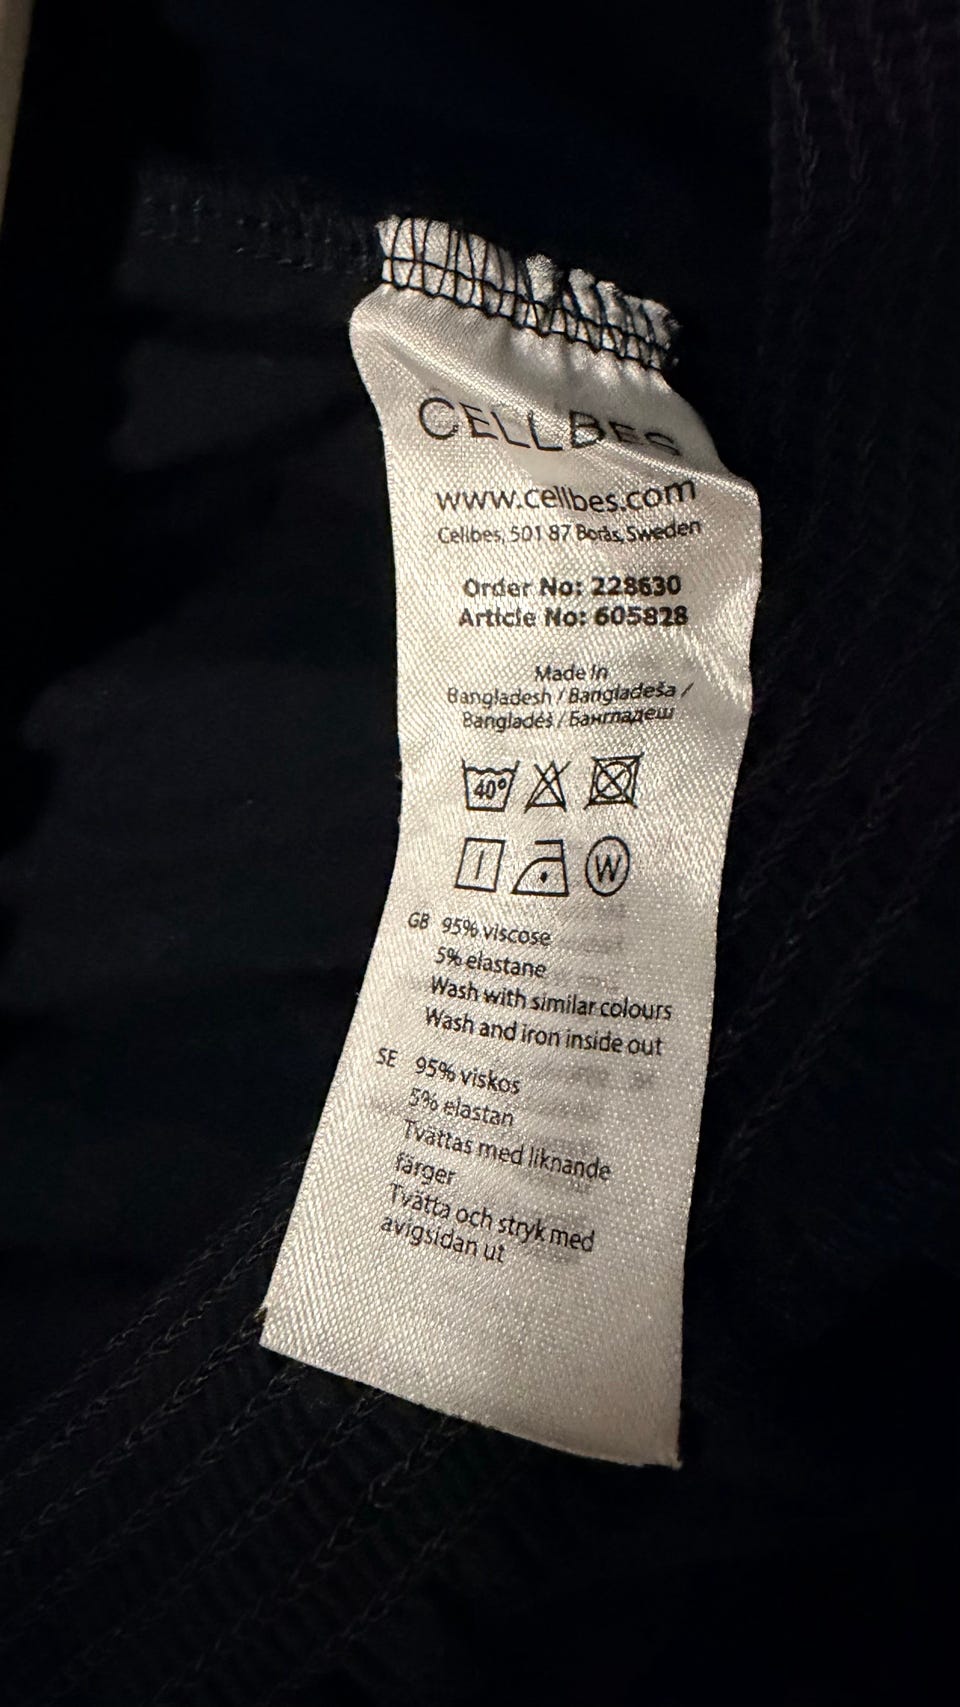 CELLBES
www.cellbes.com
Cellbes, 501 87 Borås, Sweden
Order No: 228630
Article No: 605828
Made In
Bangladesh / Bangladeša /
Bangladéš / Бангладеш
40°
W
GB 95% viscose
5% elastane
Wash with similar colours
Wash and iron inside out
SE 95% viskos
5% elastan
Tvättas med liknande
färger
Tvätta och stryk med
avigsidan ut